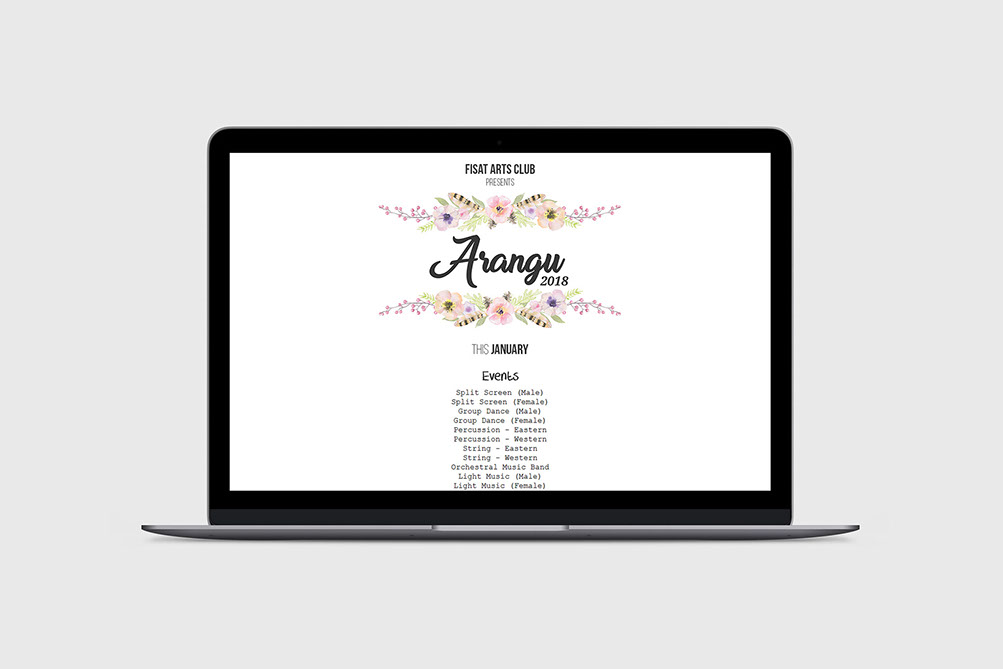 FISAT ARTS CLUB
PRESENTS
Arangu
2018
THIS JANUARY
Events
Split Screen (Male)
Split Screen (Female)
Group Dance (Male)
Group Dance (Female)
Percussion - Eastern
Percussion - Western
String - Eastern
String - Western
Orchestral Music Band
Light Music (Male)
Light Music (Female)